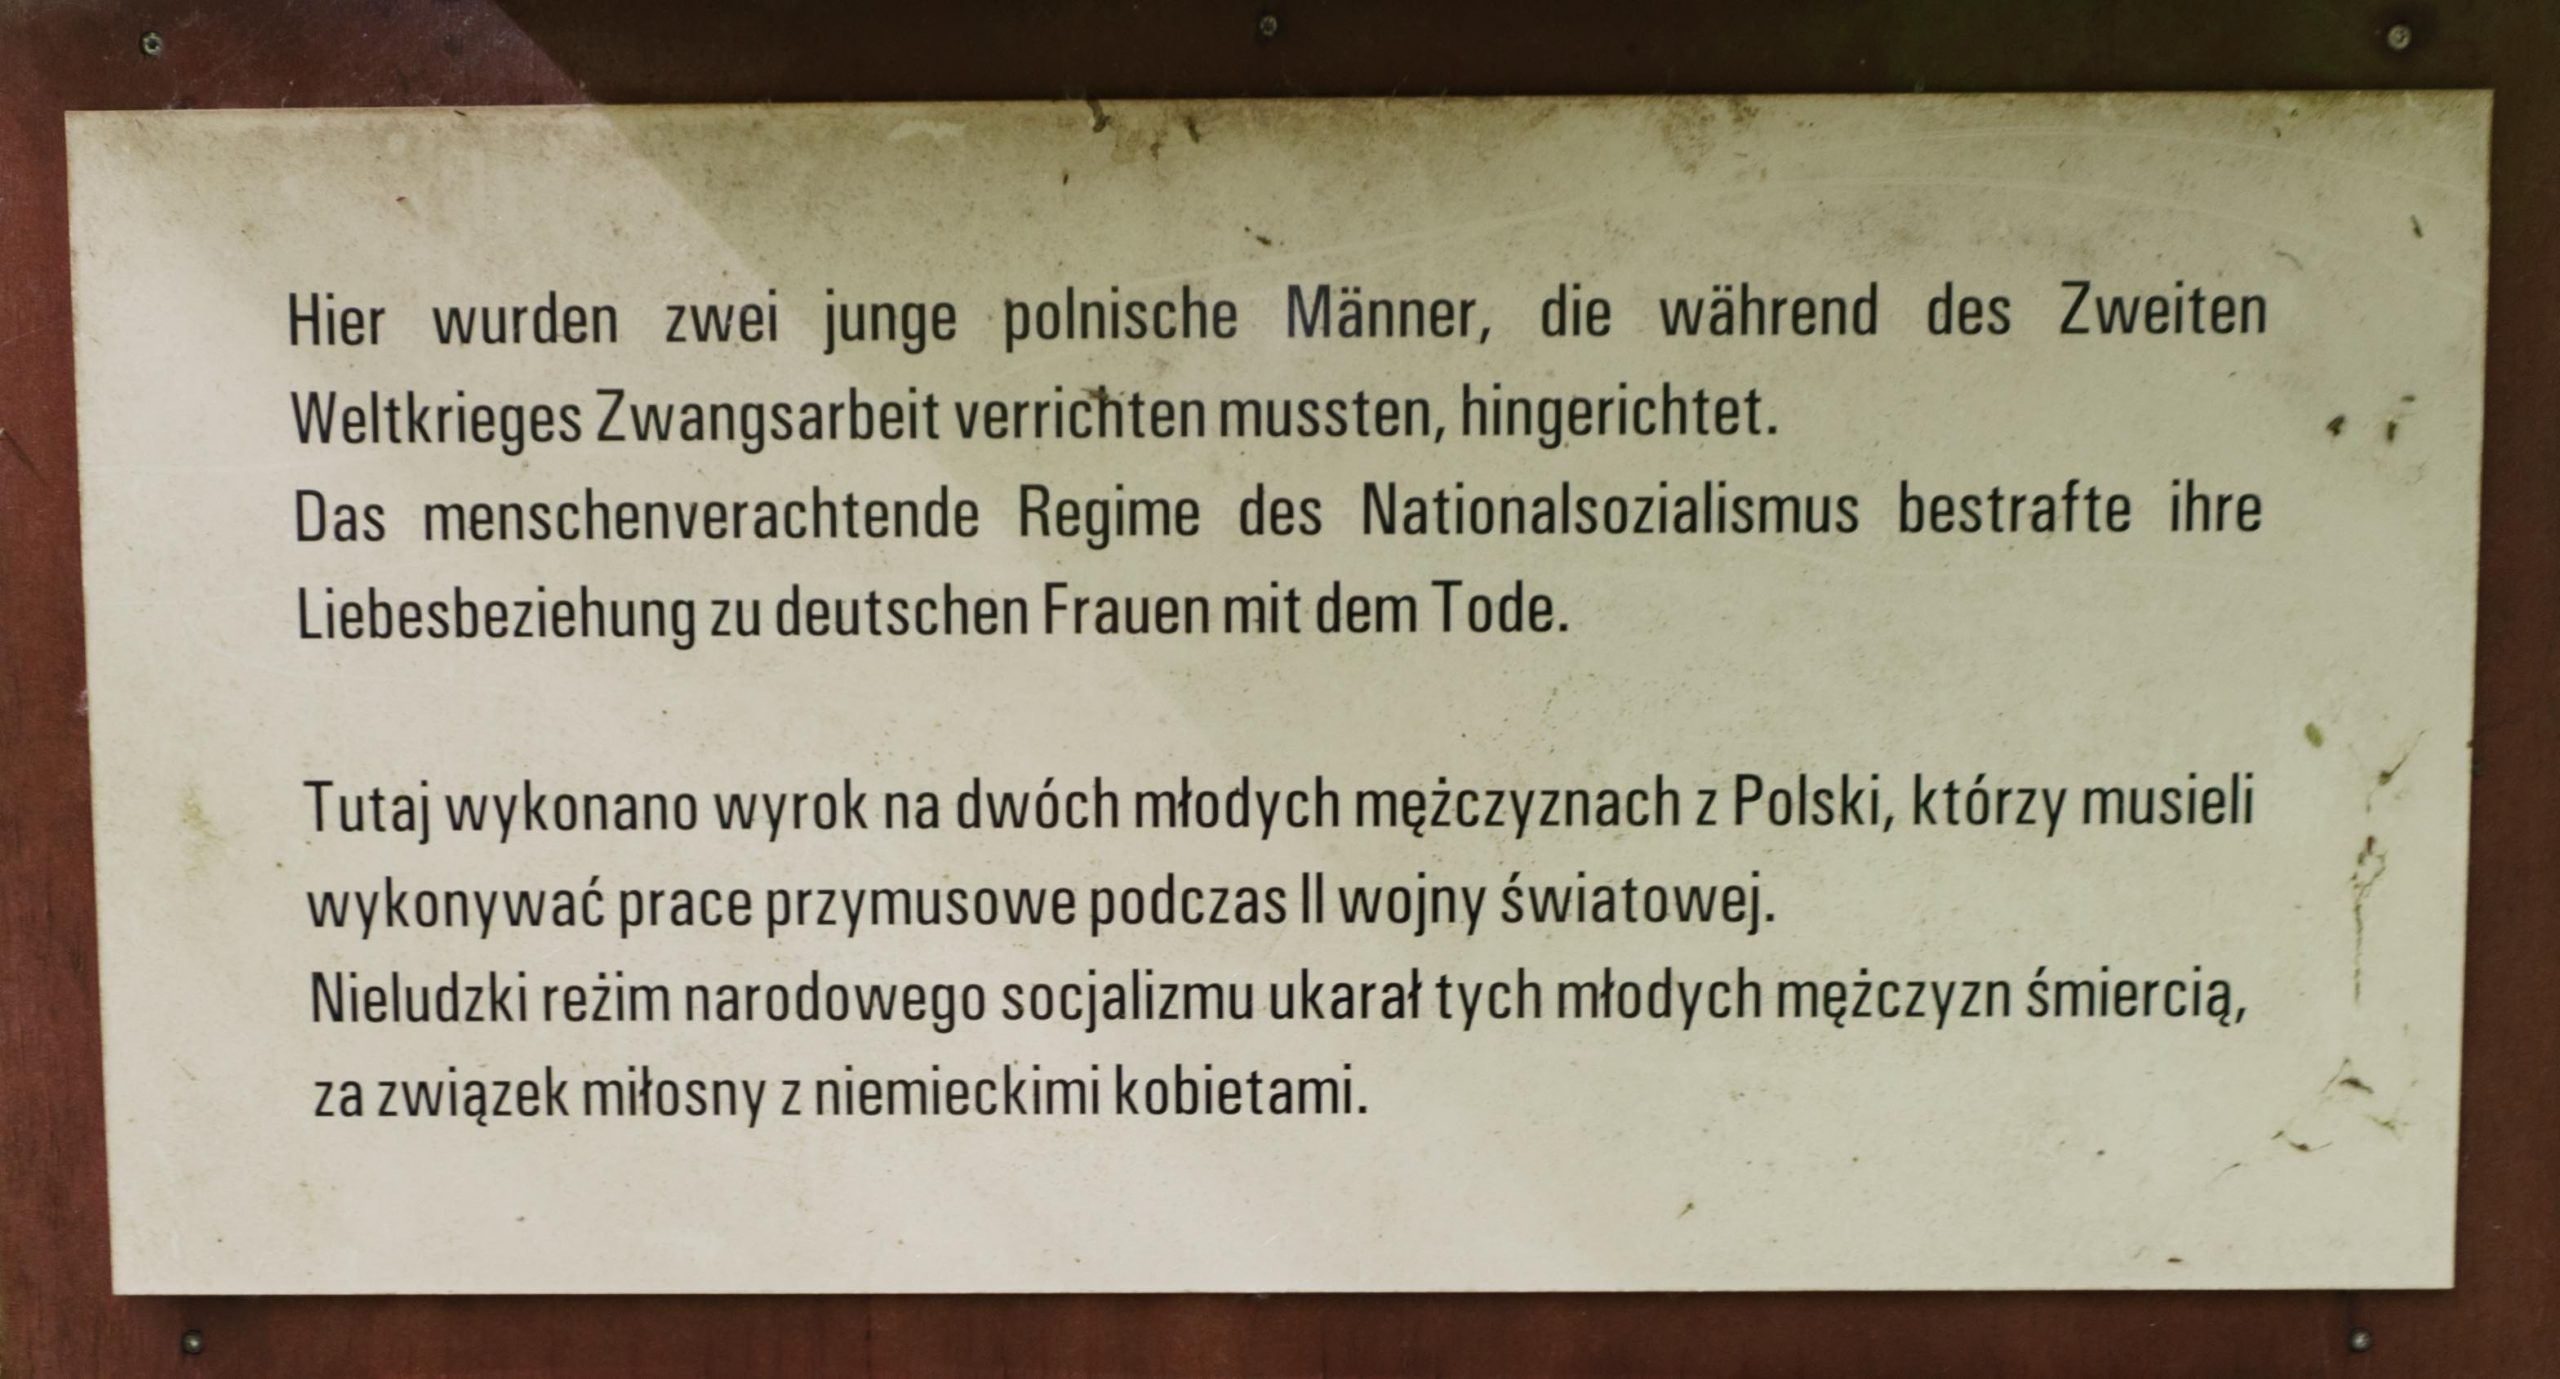 Hier wurden zwei junge polnische Männer, die während des Zweiten
Weltkrieges Zwangsarbeit verrichten mussten, hingerichtet.
Das menschenverachtende Regime des Nationalsozialismus bestrafte ihre
Liebesbeziehung zu deutschen Frauen mit dem Tode.
Tutaj wykonano wyrok na dwóch młodych mężczyznach z Polski, którzy musieli
wykonywać prace przymusowe podczas II wojny światowej.
Nieludzki reżim narodowego socjalizmu ukarał tych młodych mężczyzn śmiercią,
za związek miłosny z niemieckimi kobietami.